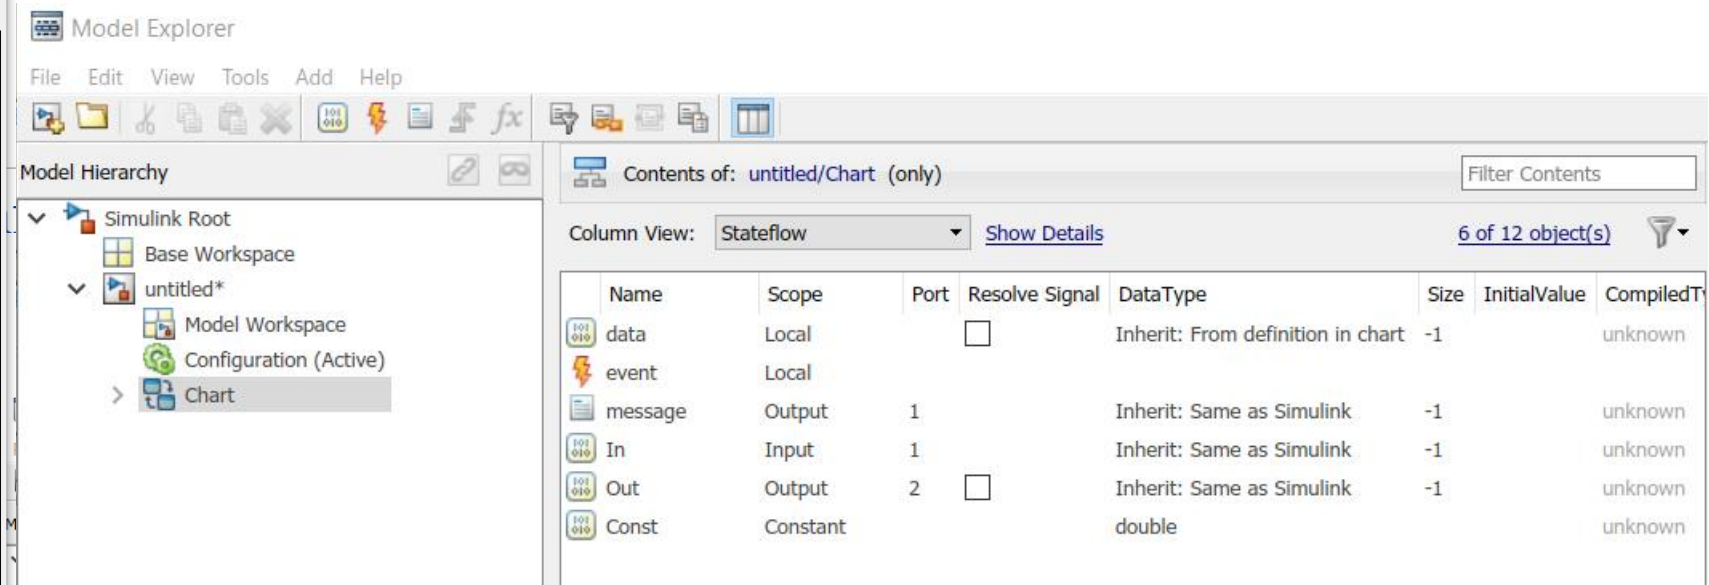 Model Explorer
File Edit View Tools Add Help
Model Hierarchy
Simulink Root
Base Workspace
untitled*
Model Workspace
Configuration (Active)
Chart
Contents of: untitled/Chart (only)
Filter Contents
Column View: Stateflow Show Details 6 of 12 object(s)
Name Scope Port Resolve Signal DataType Size InitialValue CompiledTy
data Local Inherit: From definition in chart -1 unknown
event Local
message Output 1 Inherit: Same as Simulink -1 unknown
In Input 1 Inherit: Same as Simulink -1 unknown
Out Output 2 Inherit: Same as Simulink -1 unknown
Const Constant double unknown